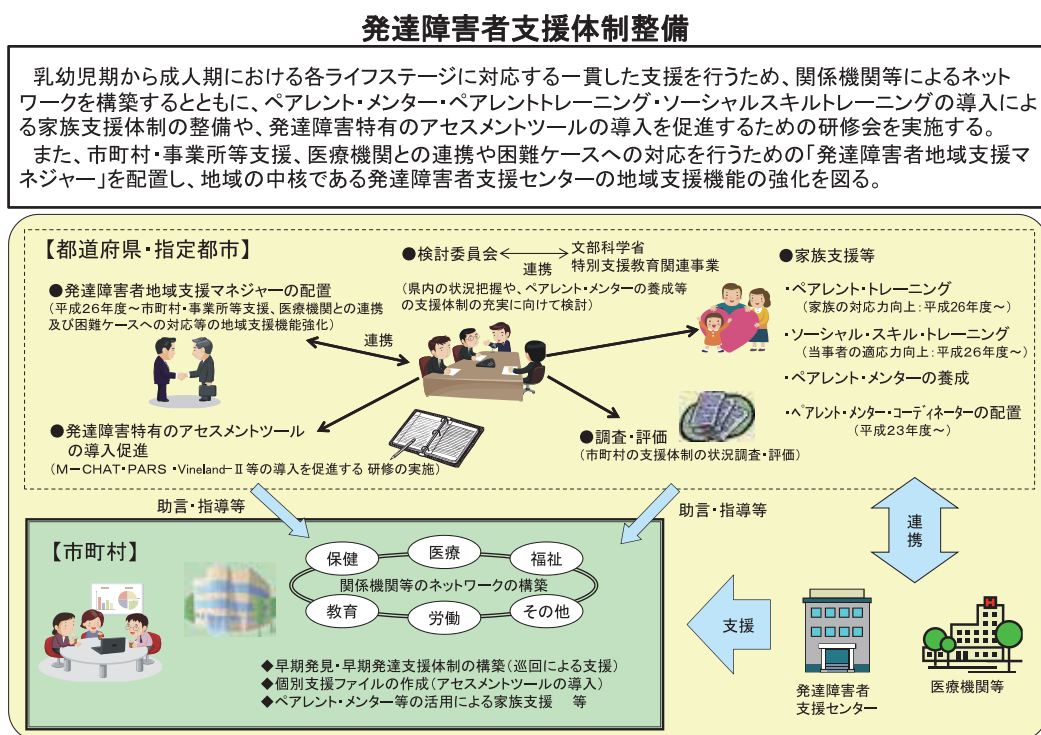 発達障害者支援体制整備
乳幼児期から成人期における各ライフステージに対応する一貫した支援を行うため、関係機関等によるネット
ワークを構築するとともに、ペアレント・メンター・ペアレントトレーニング・ソーシャルスキルトレーニングの導入によ
る家族支援体制の整備や、発達障害特有のアセスメントツールの導入を促進するための研修会を実施する。
また、市町村・事業所等支援、医療機関との連携や困難ケースへの対応を行うための「発達障害者地域支援マ
ネジャー」を配置し、地域の中核である発達障害者支援センターの地域支援機能の強化を図る。
【都道府県・指定都市】
●発達障害者地域支援マネジャーの配置
(平成26年度~市町村・事業所等支援、医療機関との連携
及び困難ケースへの対応等の地域支援機能強化)
●検討委員会
連携
文部科学省
特別支援教育関連事業
(県内の状況把握や、ペアレント・メンターの養成等
の支援体制の充実に向けて検討)
連携
●家族支援等
・ペアレント・トレーニング
(家族の対応力向上:平成26年度~)
・ソーシャル・スキル・トレーニング
(当事者の適応力向上:平成26年度~)
・ペアレント・メンターの養成
・ペアレント・メンター・コーディネーターの配置
(平成23年度~)
●発達障害特有のアセスメントツール
の導入促進
(M-CHAT・PARS・Vineland-Ⅱ等の導入を促進する 研修の実施)
●調査・評価
(市町村の支援体制の状況調査・評価)
助言・指導等
助言・指導等
連携
【市町村】
保健
医療
福祉
関係機関等のネットワークの構築
教育
労働
その他
◆早期発見・早期発達支援体制の構築(巡回による支援)
◆個別支援ファイルの作成(アセスメントツールの導入)
◆ペアレント・メンター等の活用による家族支援 等
支援
発達障害者
支援センター
H
医療機関等